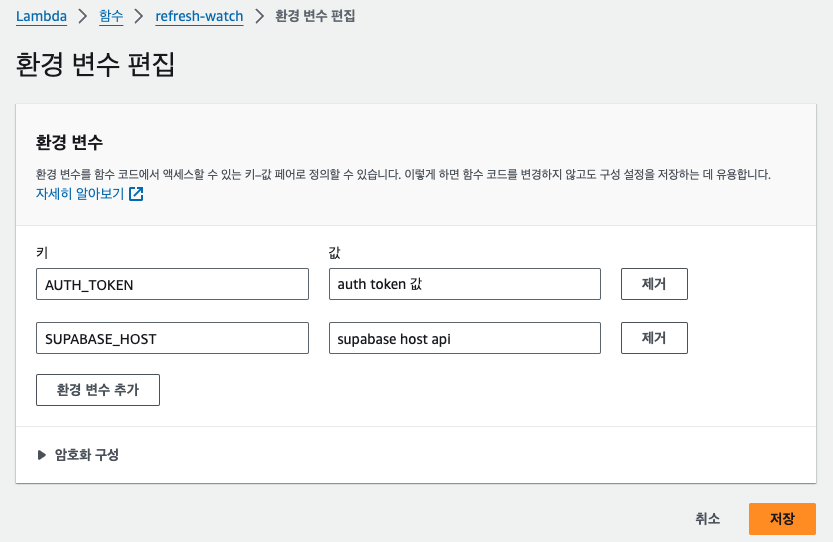 Lambda > 함수 > refresh-watch > 환경 변수 편집
환경 변수 편집
환경 변수
환경 변수를 함수 코드에서 액세스할 수 있는 키-값 페어로 정의할 수 있습니다. 이렇게 하면 함수 코드를 변경하지 않고도 구성 설정을 저장하는 데 유용합니다.
자세히 알아보기
키 값
AUTH_TOKEN auth token 값 제거
SUPABASE_HOST supabase host api 제거
환경 변수 추가
암호화 구성
취소 저장